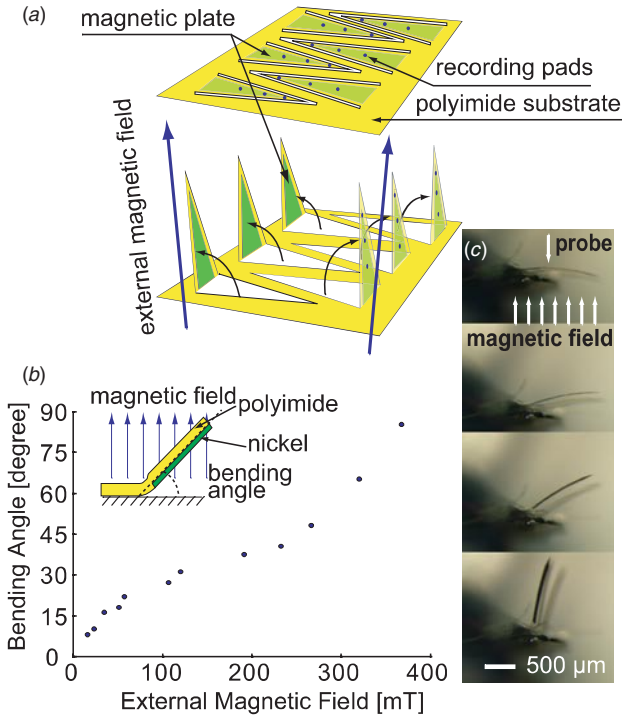 (a)
magnetic plate
recording pads
polyimide substrate
external magnetic field
(c)
probe
magnetic field
(b)
magnetic field
polyimide
nickel
bending
angle
Bending Angle [degree]
90
75
60
45
30
15
0
0 100 200 300 400
External Magnetic Field [mT]
500 µm